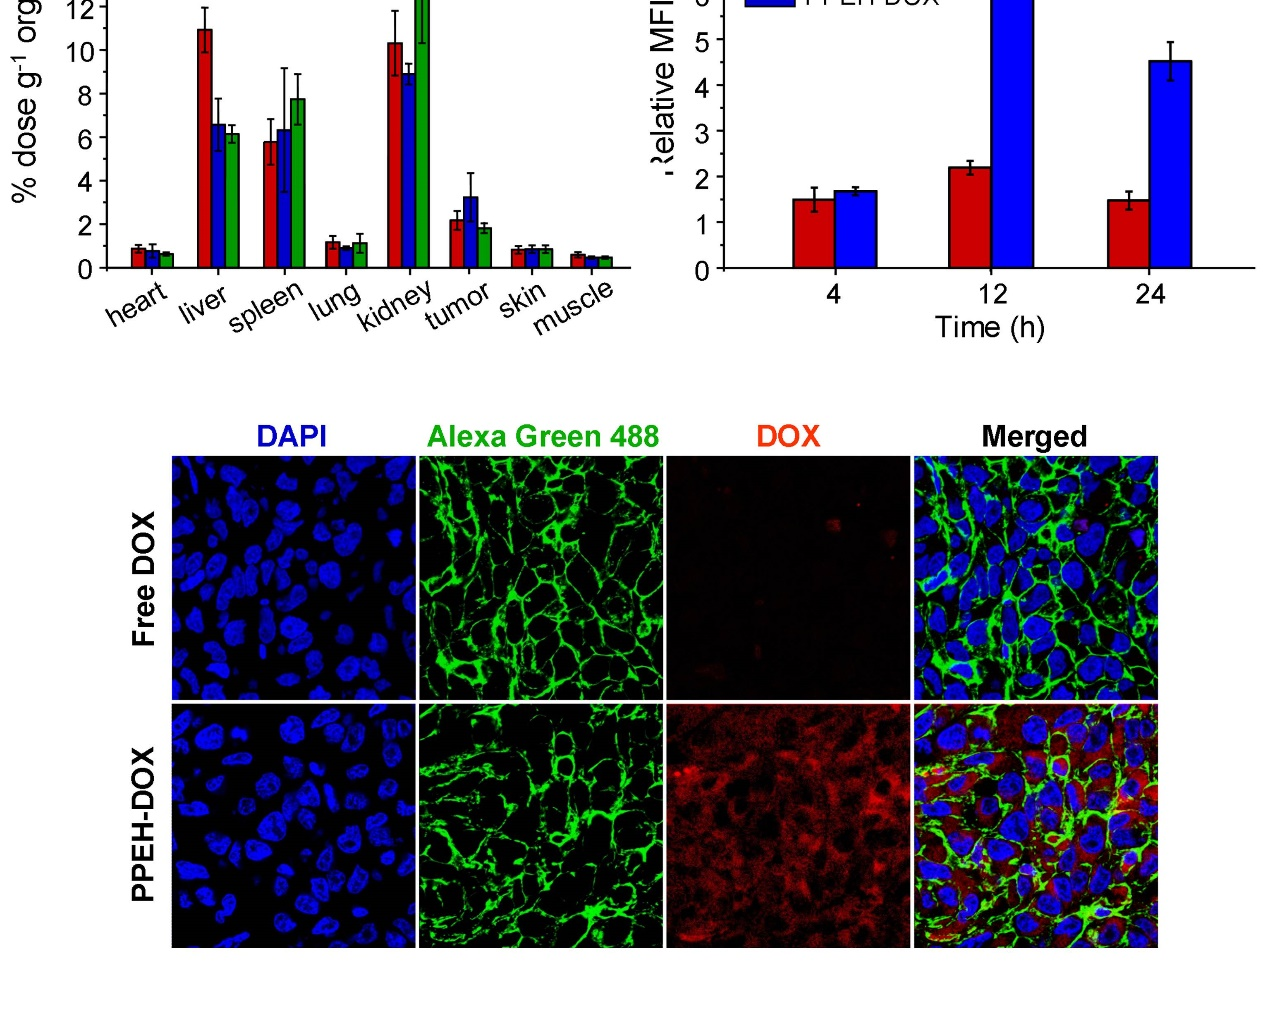 % dose g-1 org
12
10
8
6
4
2
0
heart
liver
spleen
lung
kidney
tumor
skin
muscle
Relative MFI
5
4
3
2
1
0
4
12
24
Time (h)
DAPI
Alexa Green 488
DOX
Merged
Free DOX
PPEH-DOX